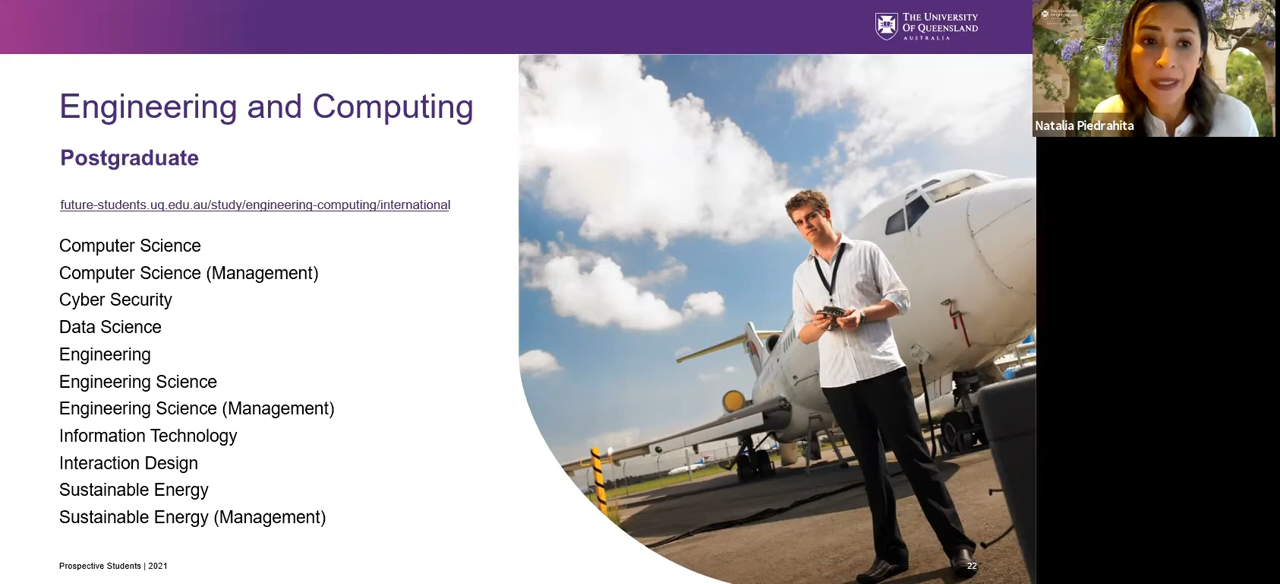 THE UNIVERSITY
OF QUEENSLAND
AUSTRALIA
Engineering and Computing
Postgraduate
future-students.uq.edu.au/study/engineering-computing/international
Computer Science
Computer Science (Management)
Cyber Security
Data Science
Engineering
Engineering Science
Engineering Science (Management)
Information Technology
Interaction Design
Sustainable Energy
Sustainable Energy (Management)
Prospective Students | 2021
22
Natalia Piedrahita